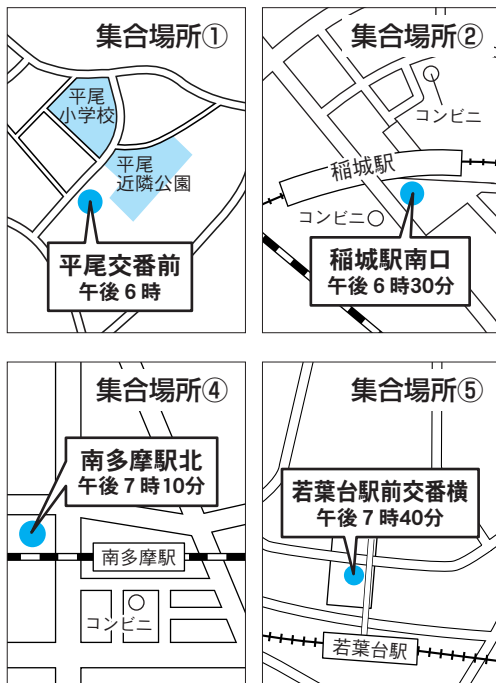 集合場所①
平尾
小学校
平尾
近隣公園
平尾交番前
午後6時
集合場所②
コンビニ
稲城駅
コンビニ
稲城駅南口
午後6時30分
集合場所④
南多摩駅北
午後7時10分
南多摩駅
コンビニ
集合場所⑤
若葉台駅前交番横
午後7時40分
若葉台駅